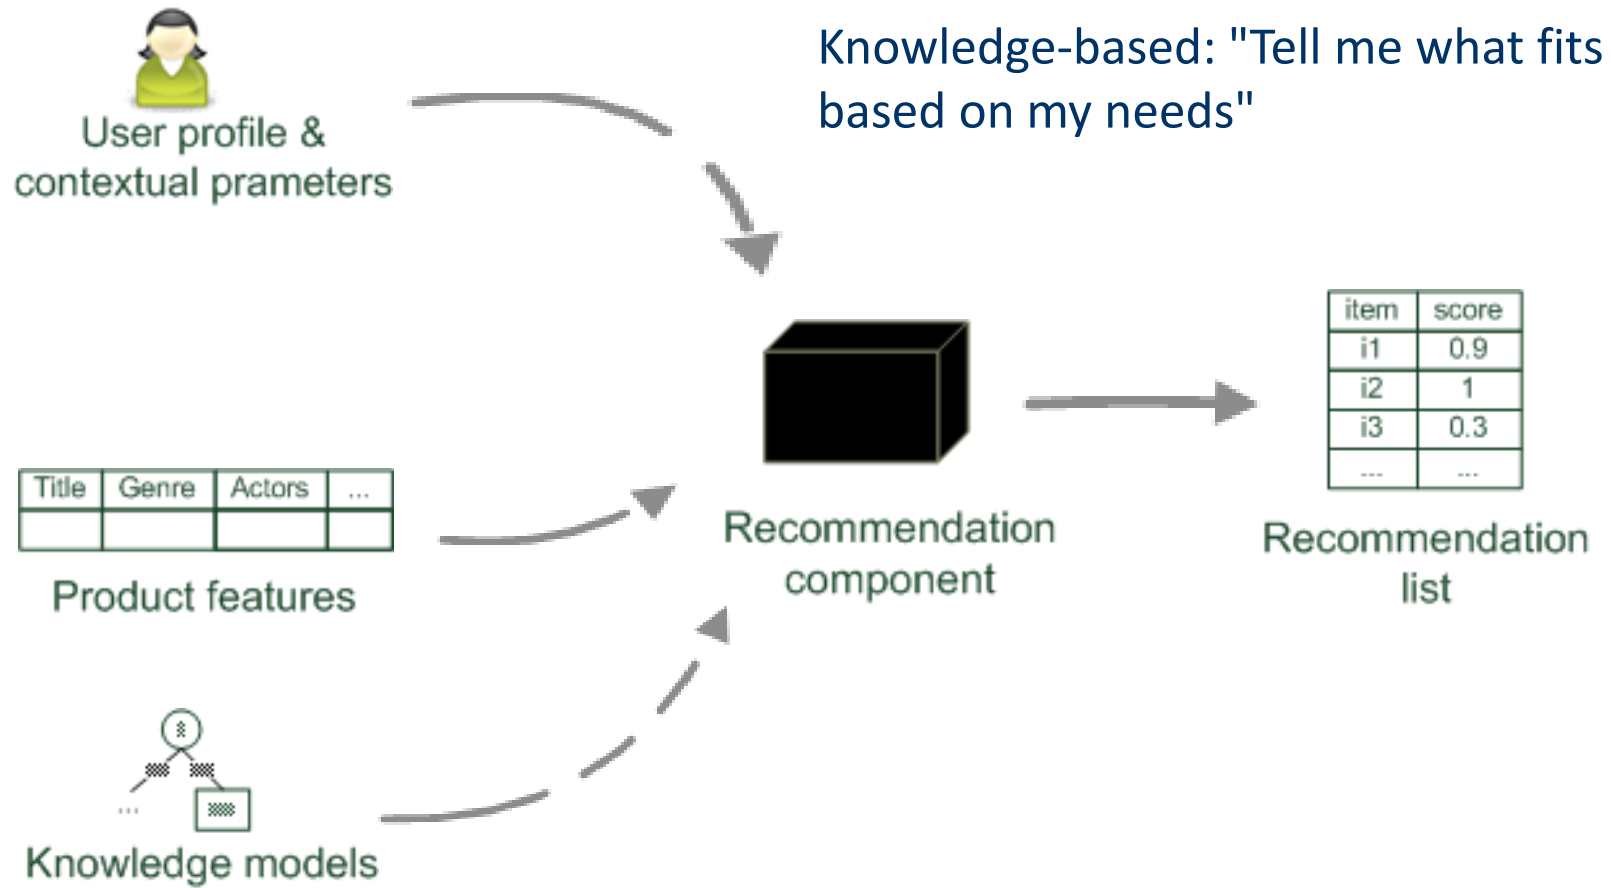 Knowledge-based: "Tell me what fits
based on my needs"
User profile &
contextual prameters
Title Genre Actors ...
Product features
...
Knowledge models
Recommendation
component
item score
i1 0.9
i2 1
i3 0.3
... ...
Recommendation
list